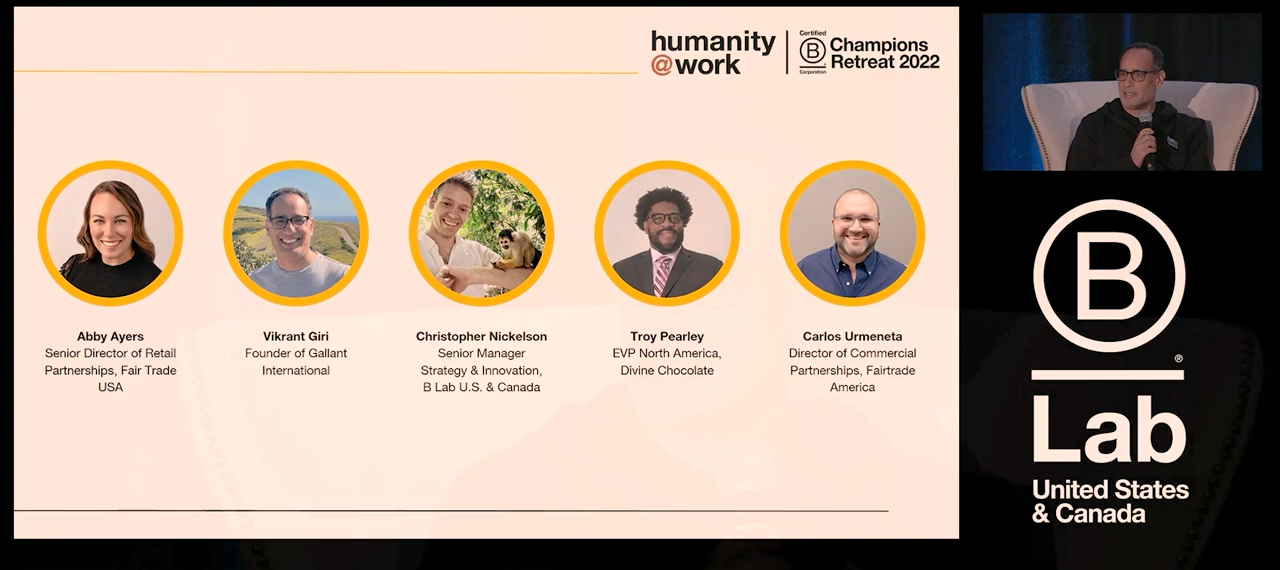 humanity
@work
Certified
B
Corporation
Champions
Retreat 2022
Abby Ayers
Senior Director of Retail
Partnerships, Fair Trade
USA
Vikrant Giri
Founder of Gallant
International
Christopher Nickelson
Senior Manager
Strategy & Innovation,
B Lab U.S. & Canada
Troy Pearley
EVP North America,
Divine Chocolate
Carlos Urmeneta
Director of Commercial
Partnerships, Fairtrade
America
B
®
Lab
United States
& Canada